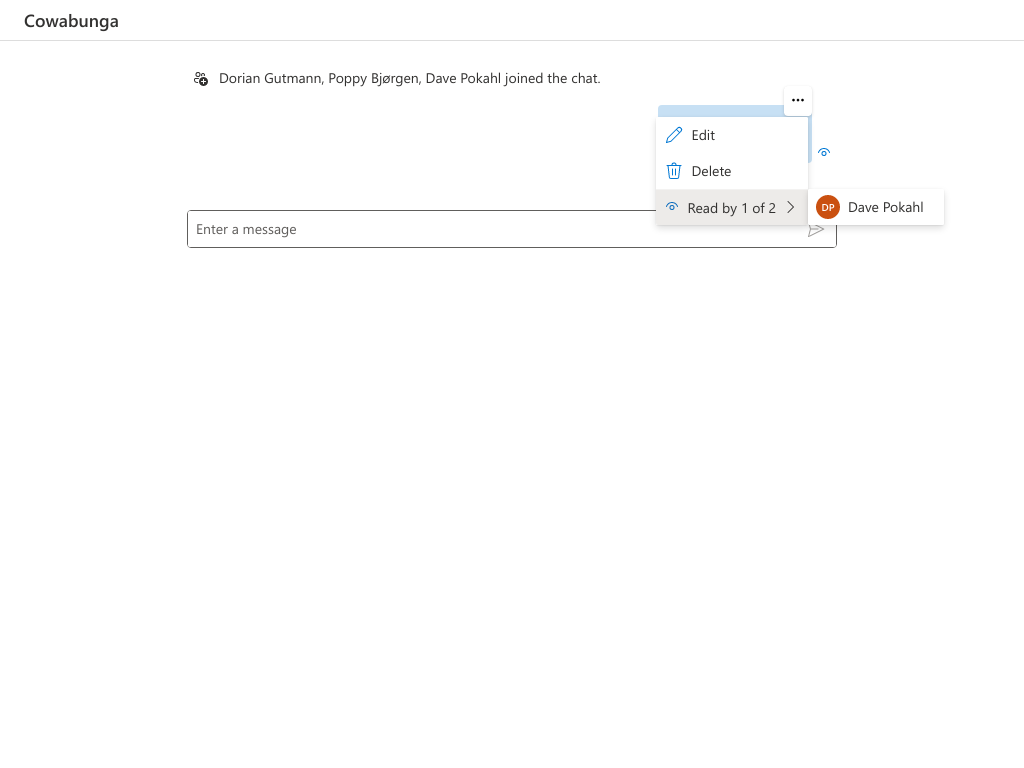 Cowabunga
Dorian Gutmann, Poppy Bjørgen, Dave Pokahl joined the chat.
Edit
Delete
Read by 1 of 2
DP Dave Pokahl
Enter a message